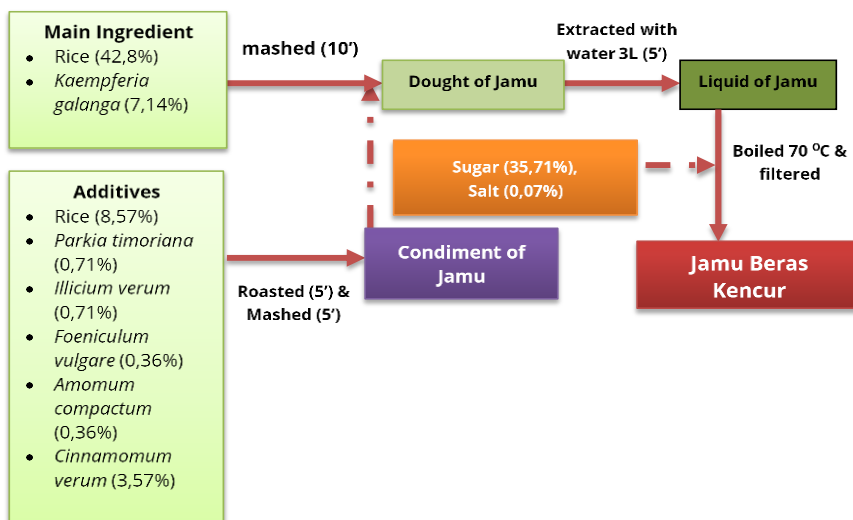 Main Ingredient
• Rice (42,8%)
• Kaempferia
galanga (7,14%)
mashed (10’)
Dought of Jamu
Extracted with
water 3L (5’)
Liquid of Jamu
Sugar (35,71%),
Salt (0,07%)
Boiled 70 ᴼC &
filtered
Additives
• Rice (8,57%)
• Parkia timoriana
(0,71%)
• Illicium verum
(0,71%)
• Foeniculum
vulgare (0,36%)
• Amomum
compactum
(0,36%)
• Cinnamomum
verum (3,57%)
Roasted (5’) &
Mashed (5’)
Condiment of
Jamu
Jamu Beras
Kencur